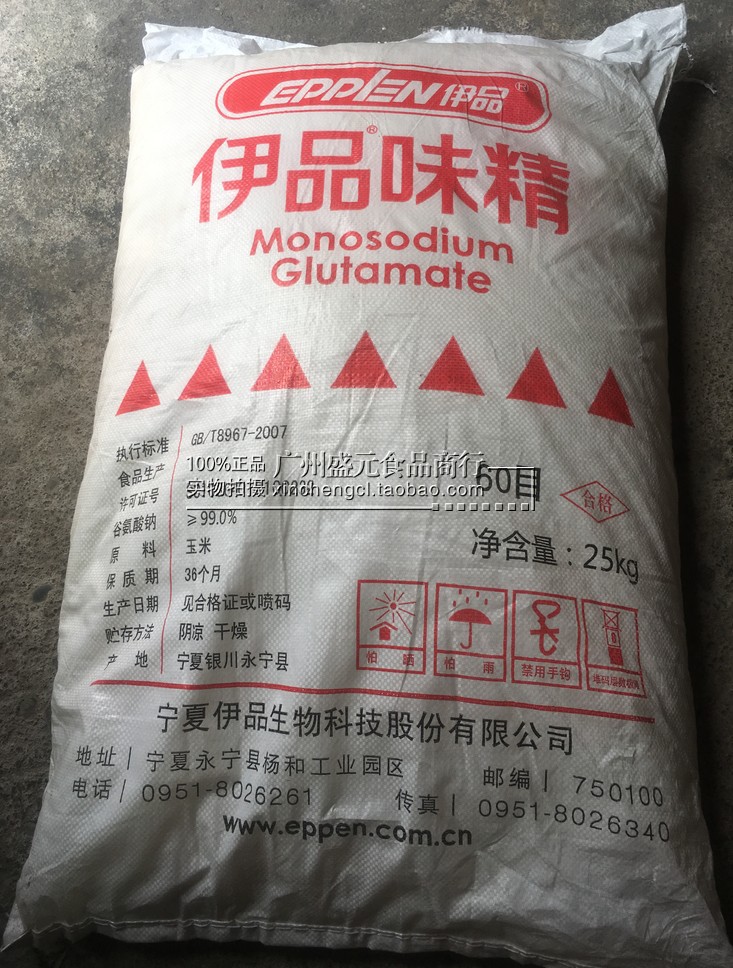 EPPEN伊品®
伊品®味精
Monosodium
Glutamate
执行标准 GB/T8967-2007
食品生产
许可证号
谷氨酸钠 ≥99.0%
原 料 玉米
保 质 期 36个月
生产日期 见合格证或喷码
贮存方法 阴凉 干燥
产 地 宁夏银川永宁县
100%正品 广州盛元食品商行
实物拍摄 xinchengcl.taobao.com
60目
合格
净含量：25kg
怕 晒
怕 雨
禁用手钩
宁夏伊品生物科技股份有限公司
地址 | 宁夏永宁县杨和工业园区 邮编 | 750100
电话 | 0951-8026261 传真 | 0951-8026340
www.eppen.com.cn